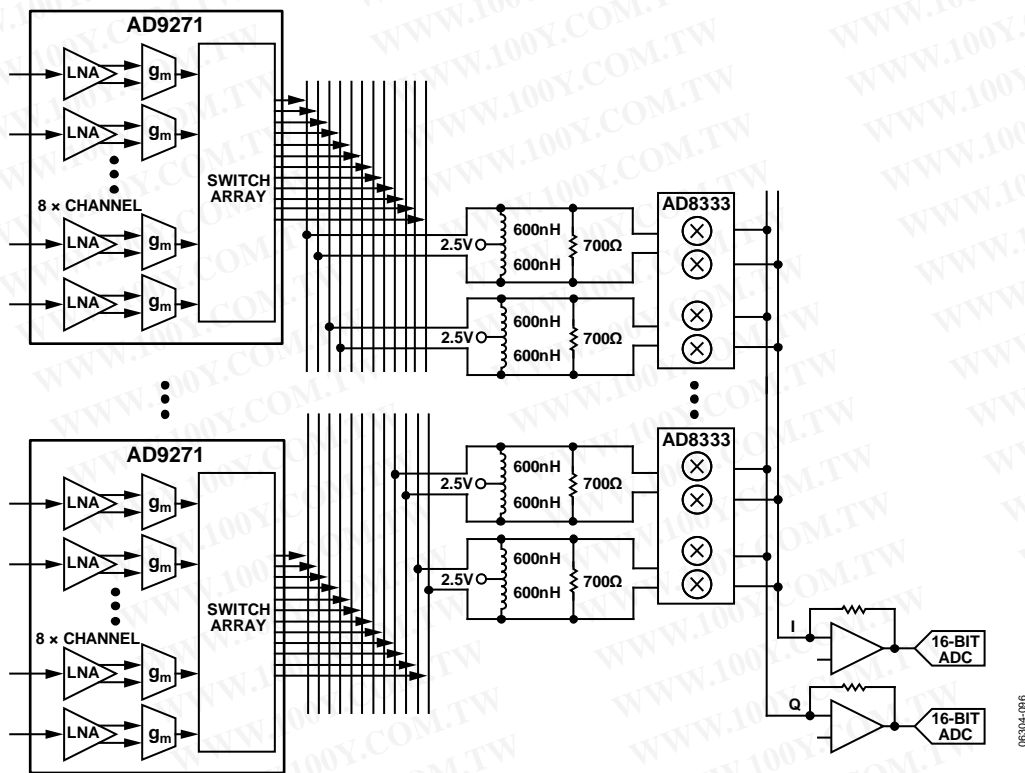 AD9271
LNA
gm
LNA
gm
8 × CHANNEL
LNA
gm
LNA
gm
SWITCH
ARRAY
2.5V
600nH
600nH
700Ω
2.5V
600nH
600nH
700Ω
AD8333
AD9271
LNA
gm
LNA
gm
8 × CHANNEL
LNA
gm
LNA
gm
SWITCH
ARRAY
2.5V
600nH
600nH
700Ω
2.5V
600nH
600nH
700Ω
AD8333
I
16-BIT
ADC
Q
16-BIT
ADC
06304-096
WWW.100Y.COM.TW